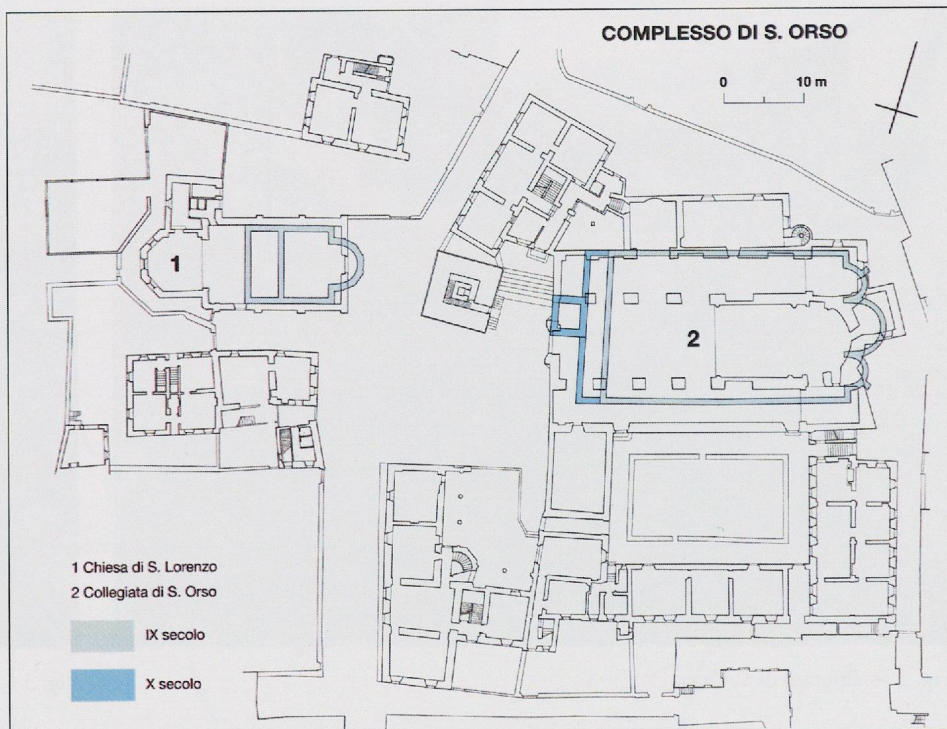 COMPLESSO DI S. ORSO
0 10 m
1
2
1 Chiesa di S. Lorenzo
2 Collegiata di S. Orso
IX secolo
X secolo